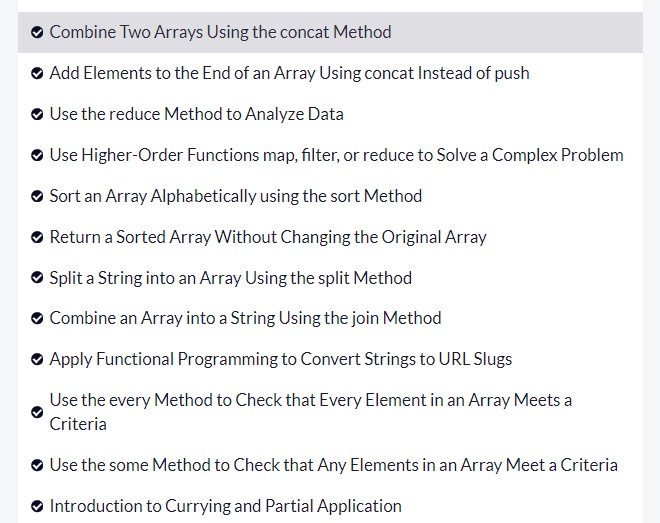 Combine Two Arrays Using the concat Method
Add Elements to the End of an Array Using concat Instead of push
Use the reduce Method to Analyze Data
Use Higher-Order Functions map, filter, or reduce to Solve a Complex Problem
Sort an Array Alphabetically using the sort Method
Return a Sorted Array Without Changing the Original Array
Split a String into an Array Using the split Method
Combine an Array into a String Using the join Method
Apply Functional Programming to Convert Strings to URL Slugs
Use the every Method to Check that Every Element in an Array Meets a
Criteria
Use the some Method to Check that Any Elements in an Array Meet a Criteria
Introduction to Currying and Partial Application